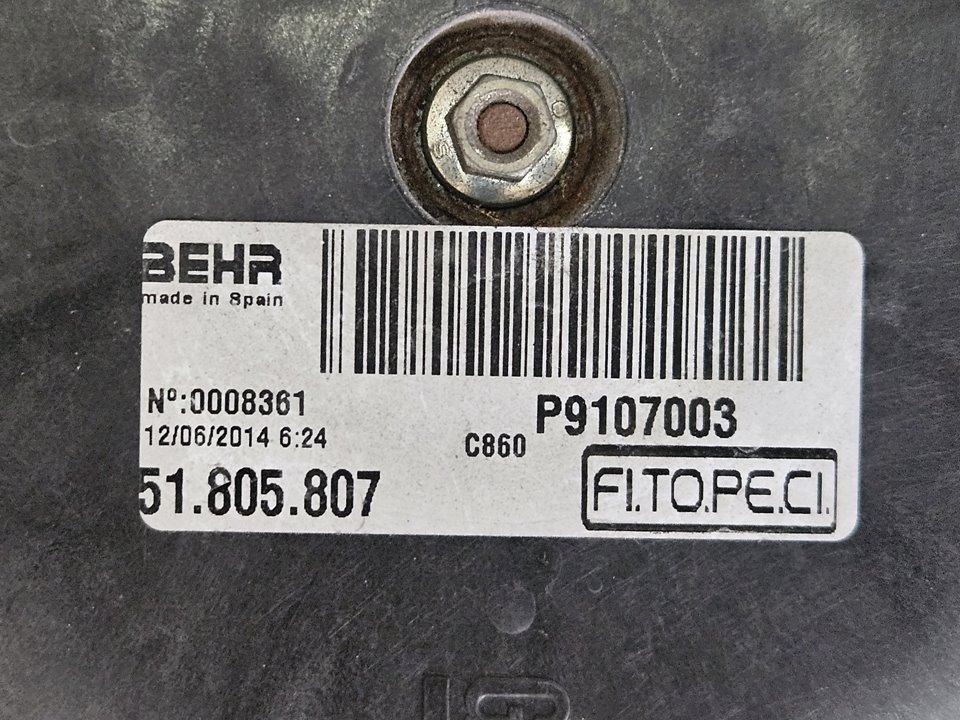 BEHR
made in Spain
Nº:0008361
12/06/2014 6:24
C860
P9107003
51.805.807
FI.TO.PE.CI.